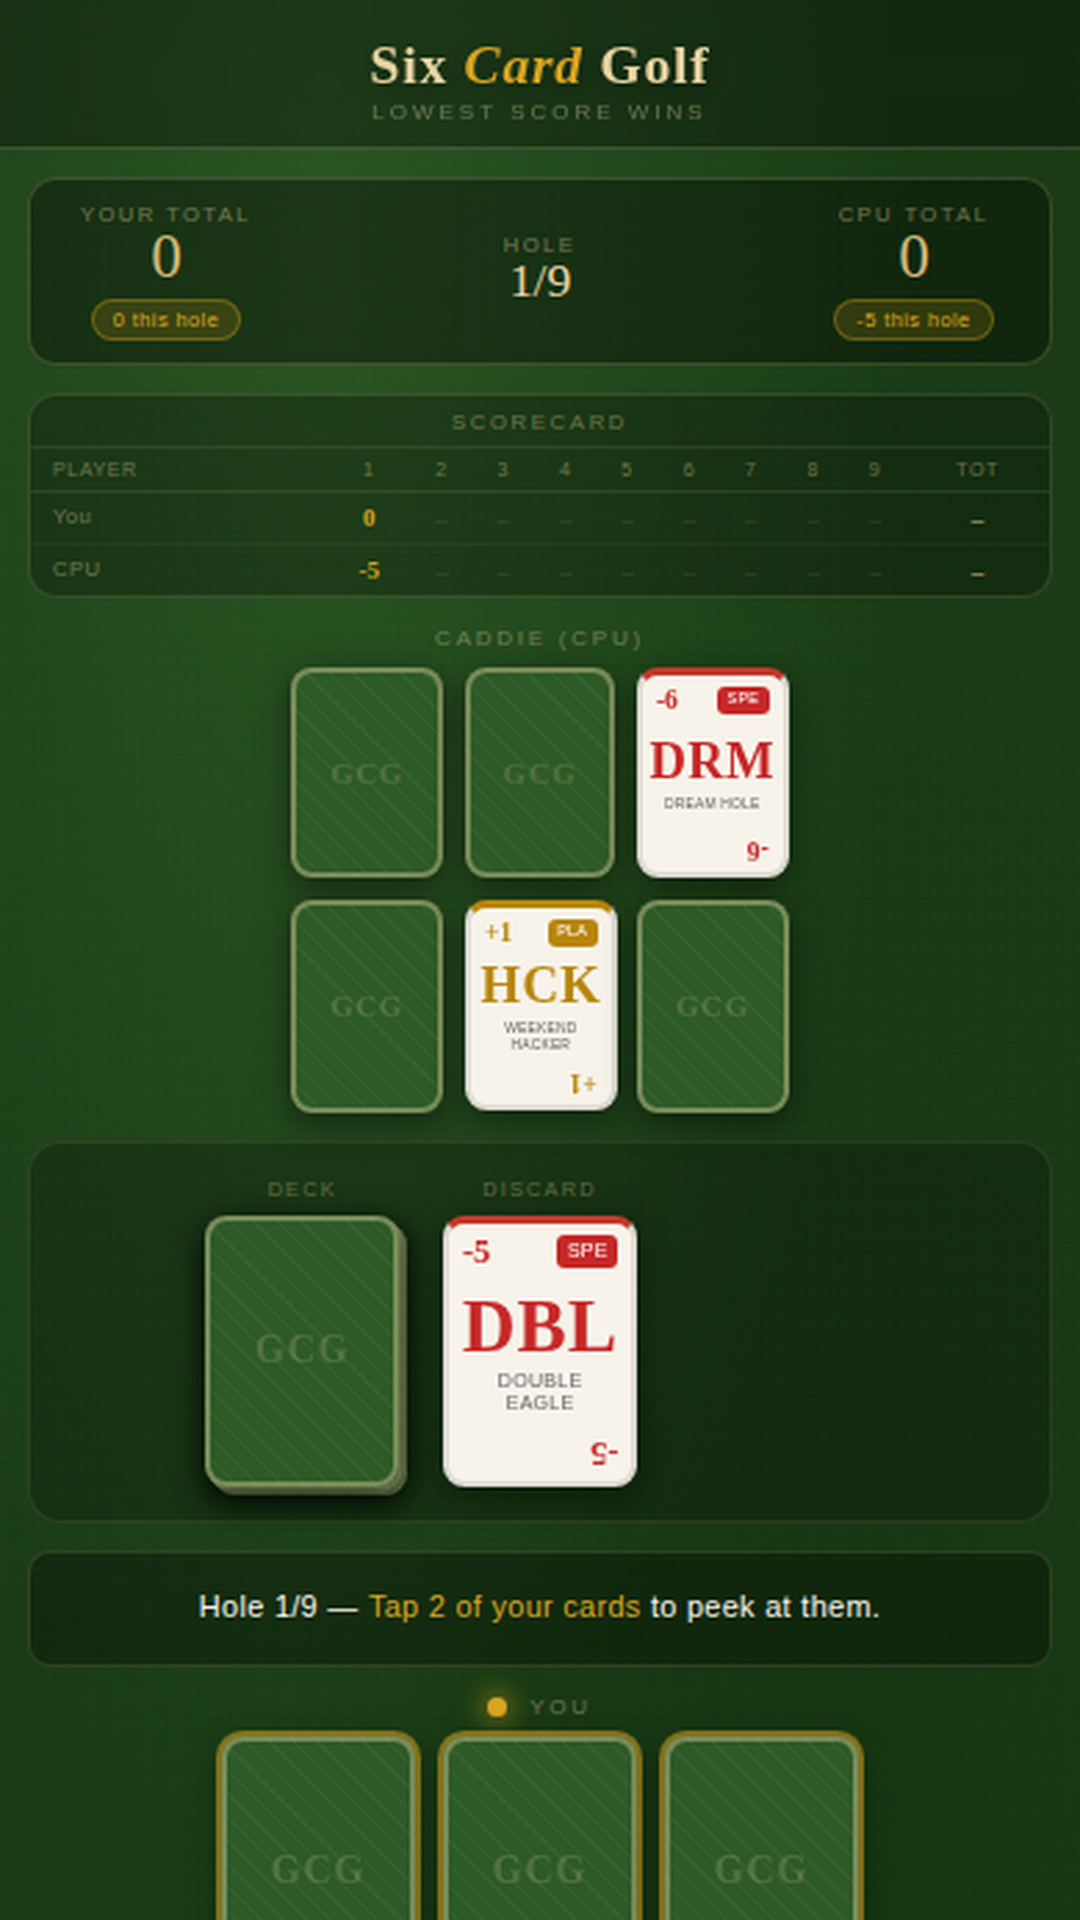 Six Card Golf
LOWEST SCORE WINS
YOUR TOTAL
0
0 this hole
HOLE
1/9
CPU TOTAL
0
-5 this hole
SCORECARD
PLAYER 1 2 3 4 5 6 7 8 9 TOT
You 0 – – – – – – – – –
CPU -5 – – – – – – – – –
CADDIE (CPU)
GCG
GCG
-6 SPE
DRM
DREAM HOLE
-6
GCG
+1 PLA
HCK
WEEKEND
HACKER
+1
GCG
DECK
GCG
DISCARD
-5 SPE
DBL
DOUBLE
EAGLE
-5
Hole 1/9 — Tap 2 of your cards to peek at them.
YOU
GCG
GCG
GCG